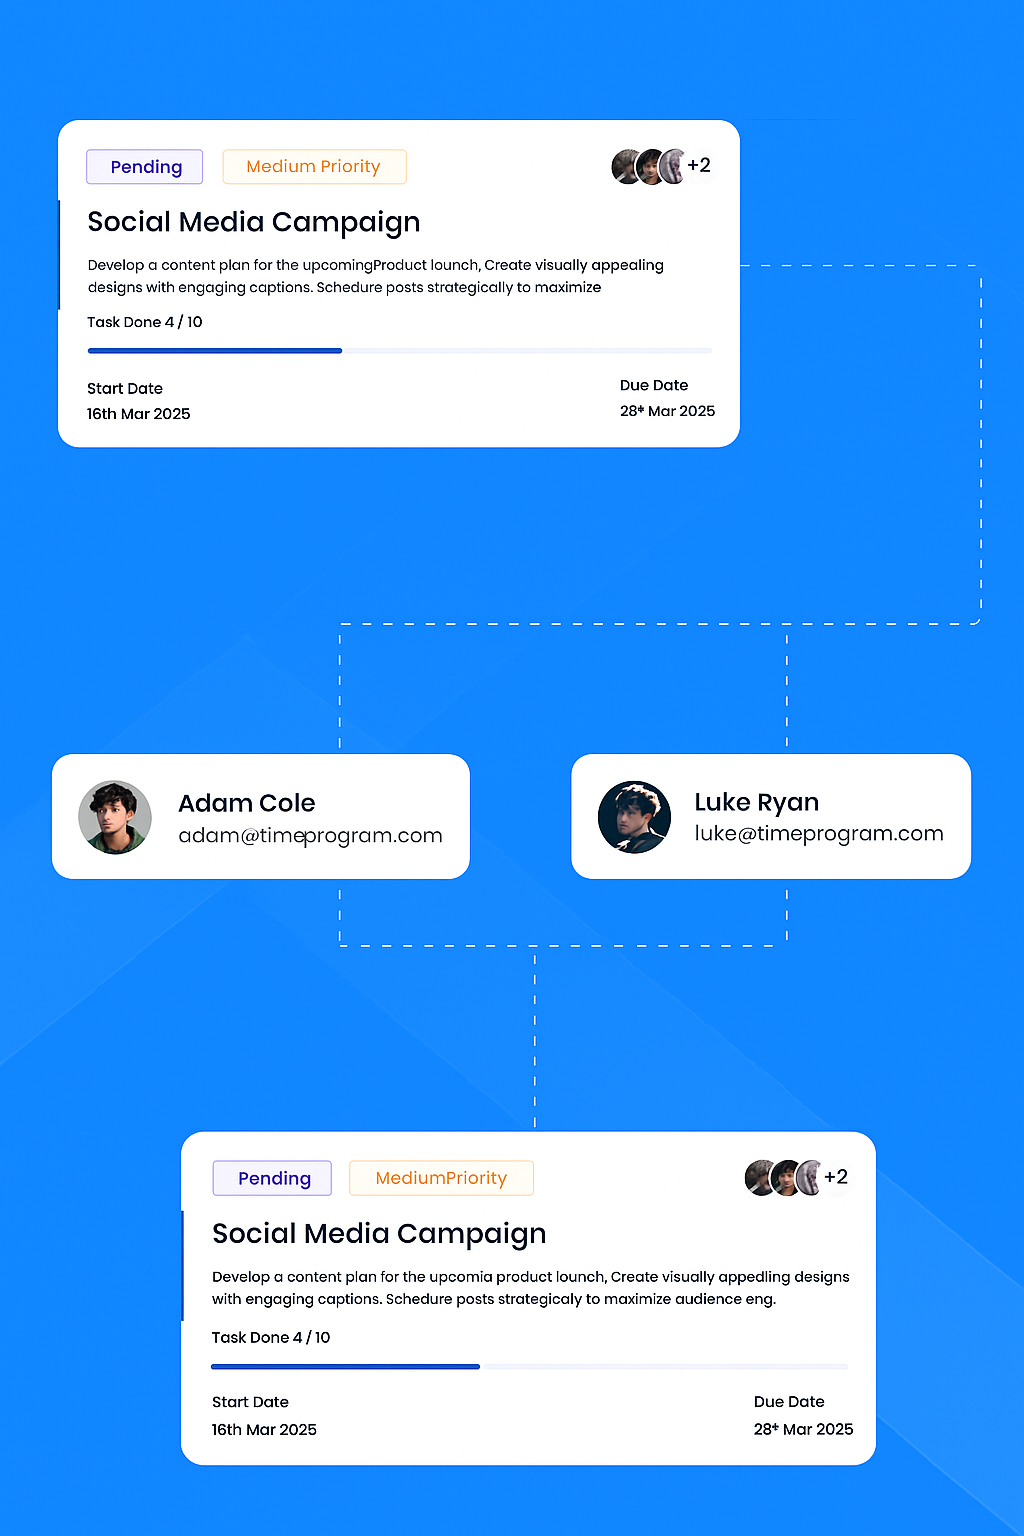 Pending
Medium Priority
+2
Social Media Campaign
Develop a content plan for the upcomingProduct lounch, Create visually appealing
designs with engaging captions. Schedure posts strategically to maximize
Task Done 4 / 10
Start Date
Due Date
16th Mar 2025
28ᵗ Mar 2025
Adam Cole
adam@timeprogram.com
Luke Ryan
luke@timeprogram.com
Pending
MediumPriority
+2
Social Media Campaign
Develop a content plan for the upcomia product lounch, Create visually appedling designs
with engaging captions. Schedure posts strategicaly to maximize audience eng.
Task Done 4 / 10
Start Date
Due Date
16th Mar 2025
28ᵗ Mar 2025